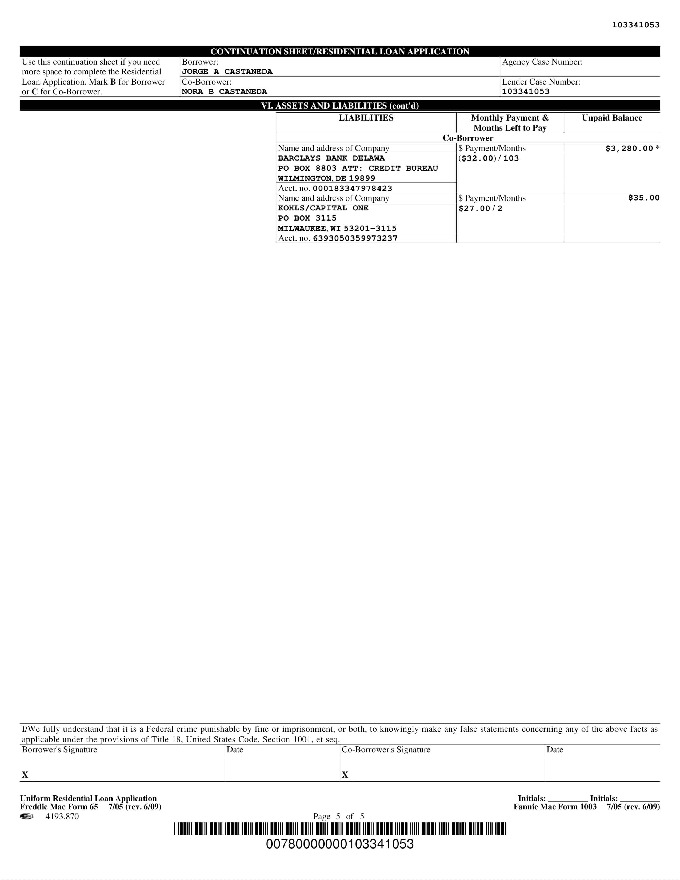 103341053
CONTINUATION SHEET/RESIDENTIAL LOAN APPLICATION
Use this continuation sheet if you need
more space to complete the Residential
Loan Application. Mark B for Borrower
or C for Co-Borrower.
Borrower:
JORGE A CASTANEDA
Co-Borrower:
NORA B CASTANEDA
Agency Case Number:
Lender Case Number:
103341053
VI. ASSETS AND LIABILITIES (cont'd)
LIABILITIES
Monthly Payment &
Months Left to Pay
Unpaid Balance
Co-Borrower
Name and address of Company
BARCLAYS BANK DELAWA
PO BOX 8803 ATT: CREDIT BUREAU
WILMINGTON, DE 19899
Acct. no. 000183347978423
$ Payment/Months
($32.00)/103
$3,280.00*
Name and address of Company
KOHLS/CAPITAL ONE
PO BOX 3115
MILWAUKEE, WI 53201-3115
Acct. no. 6393050359973237
$ Payment/Months
$27.00/2
$35.00
I/We fully understand that it is a Federal crime punishable by fine or imprisonment, or both, to knowingly make any false statements concerning any of the above facts as
applicable under the provisions of Title 18, United States Code, Section 1001, et seq.
Borrower's Signature
Date
Co-Borrower's Signature
Date
X
X
Uniform Residential Loan Application
Freddie Mac Form 65 7/05 (rev. 6/09)
4193.870
Page 5 of 5
Initials: ________ Initials: ________
Fannie Mae Form 1003 7/05 (rev. 6/09)
00780000000103341053